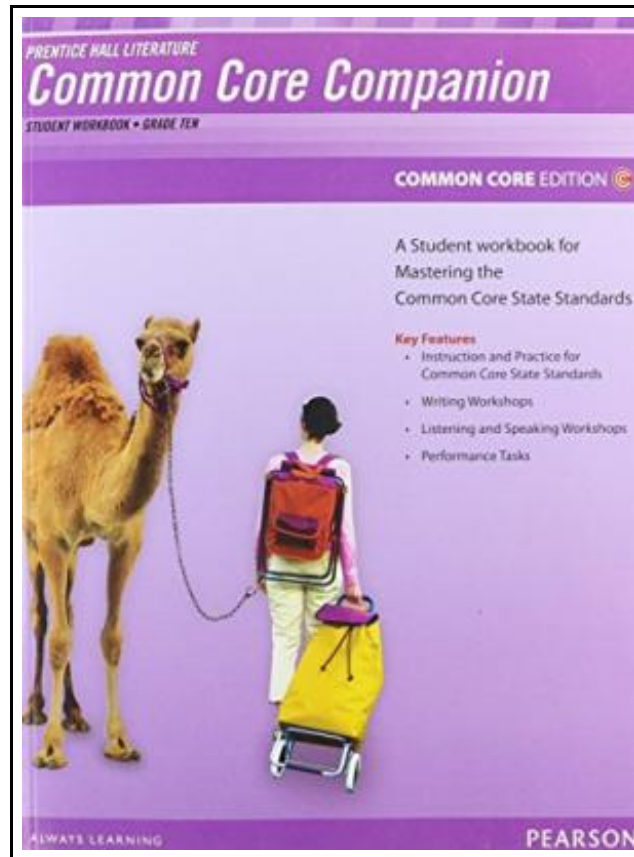 PRENTICE HALL LITERATURE
Common Core Companion
STUDENT WORKBOOK • GRADE TEN
COMMON CORE EDITION
A Student workbook for
Mastering the
Common Core State Standards
Key Features
• Instruction and Practice for
Common Core State Standards
• Writing Workshops
• Listening and Speaking Workshops
• Performance Tasks
ALWAYS LEARNING
PEARSON